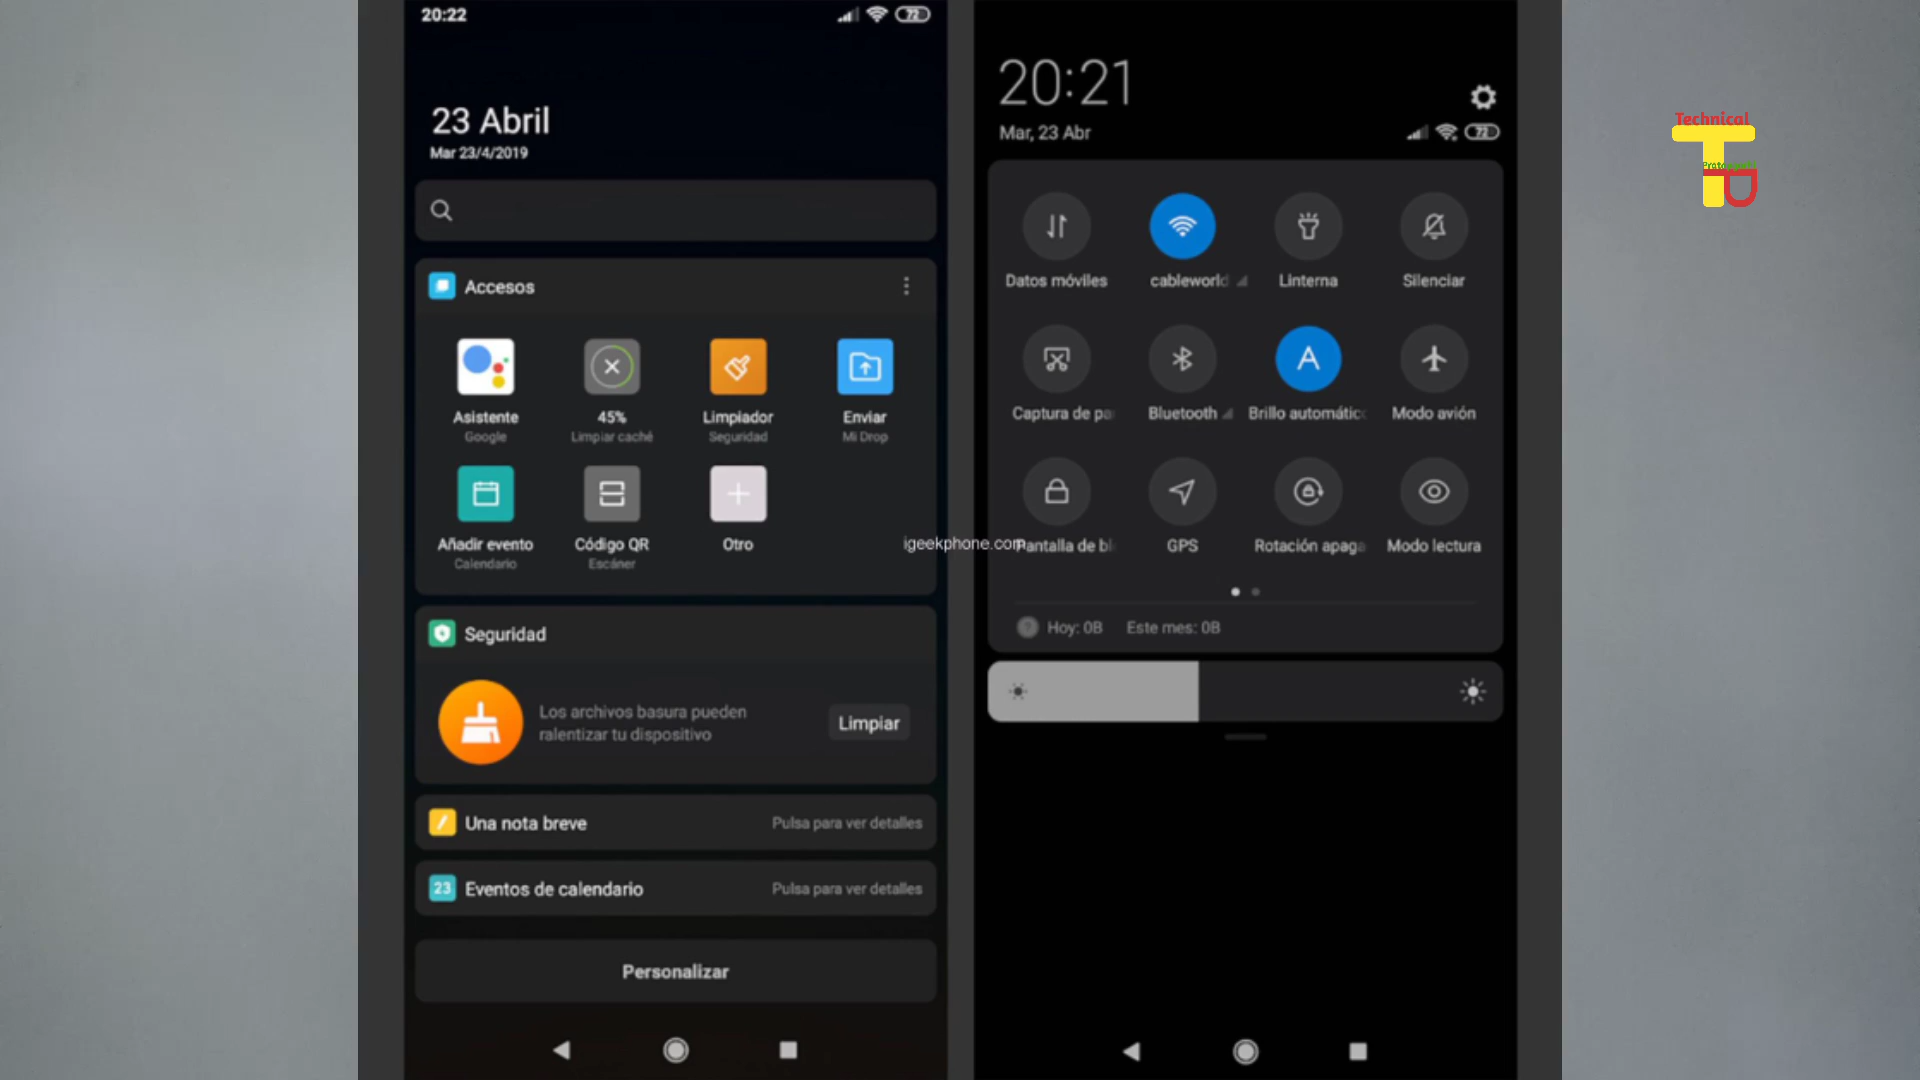 20:22
72
23 Abril
Mar 23/4/2019
Accesos
Asistente
Google
45%
Limpiar caché
Limpiador
Seguridad
Enviar
Mi Drop
Añadir evento
Calendario
Código QR
Escáner
Otro
Seguridad
Los archivos basura pueden
ralentizar tu dispositivo
Limpiar
Una nota breve
Pulsa para ver detalles
23
Eventos de calendario
Pulsa para ver detalles
Personalizar
igeekphone.com
20:21
Mar, 23 Abr
72
Datos móviles
cableworld
Linterna
Silenciar
Captura de pa
Bluetooth
A
Brillo automátic
Modo avión
Pantalla de bl
GPS
Rotación apaga
Modo lectura
Hoy: 0B
Este mes: 0B
Technical